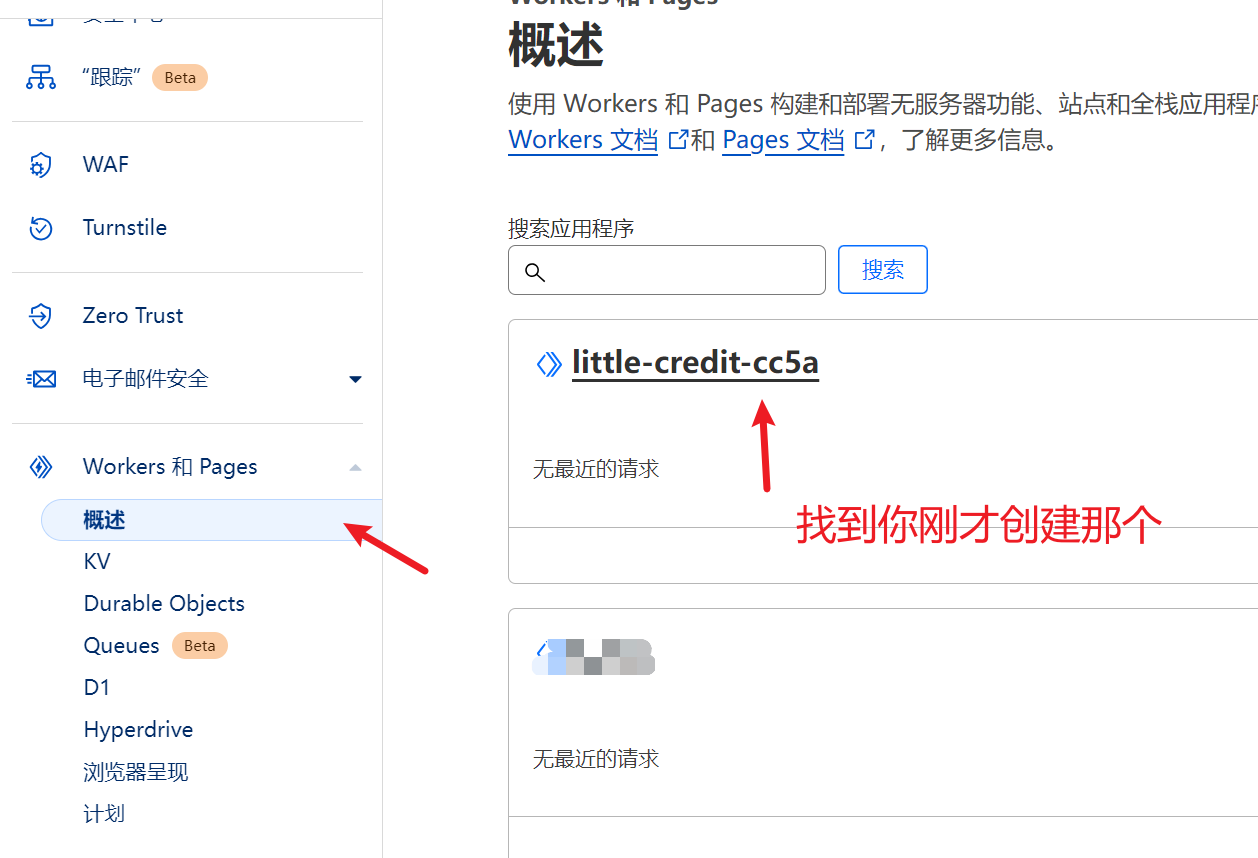 "跟踪" Beta
WAF
Turnstile
Zero Trust
电子邮件安全
Workers 和 Pages
概述
KV
Durable Objects
Queues Beta
D1
Hyperdrive
浏览器呈现
计划
Workers 和 Pages
概述
使用 Workers 和 Pages 构建和部署无服务器功能、站点和全栈应用程
Workers 文档 和 Pages 文档 ，了解更多信息。
搜索应用程序
搜索
little-credit-cc5a
无最近的请求
找到你刚才创建那个
无最近的请求